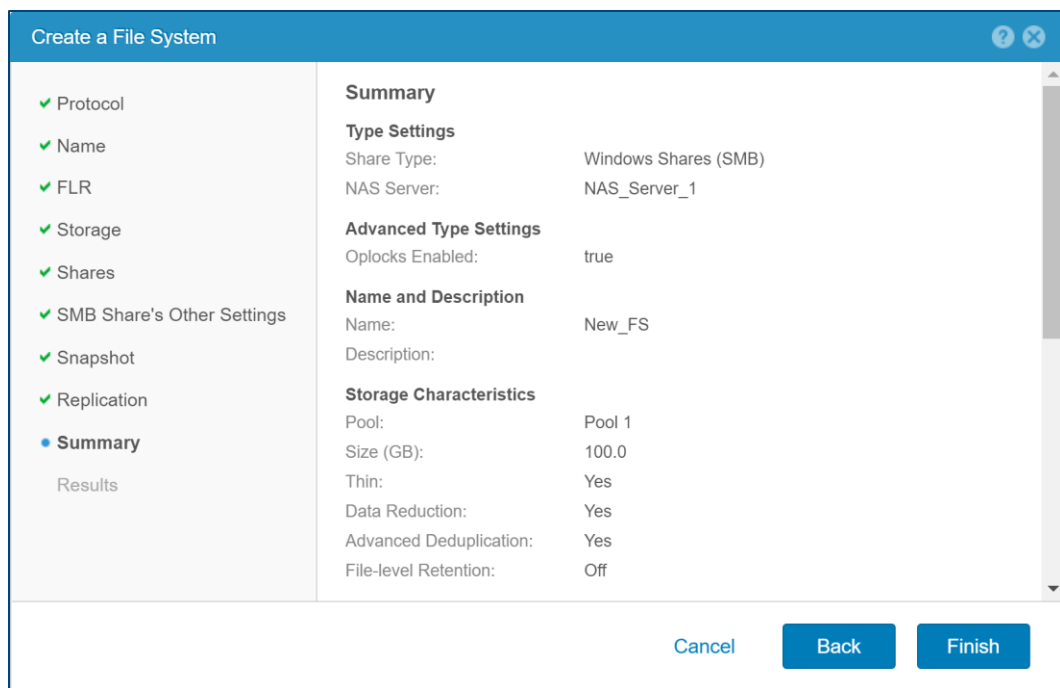 Create a File System
Protocol
Name
FLR
Storage
Shares
SMB Share's Other Settings
Snapshot
Replication
Summary
Results
Summary
Type Settings
Share Type: Windows Shares (SMB)
NAS Server: NAS_Server_1
Advanced Type Settings
Oplocks Enabled: true
Name and Description
Name: New_FS
Description:
Storage Characteristics
Pool: Pool 1
Size (GB): 100.0
Thin: Yes
Data Reduction: Yes
Advanced Deduplication: Yes
File-level Retention: Off
Cancel Back Finish